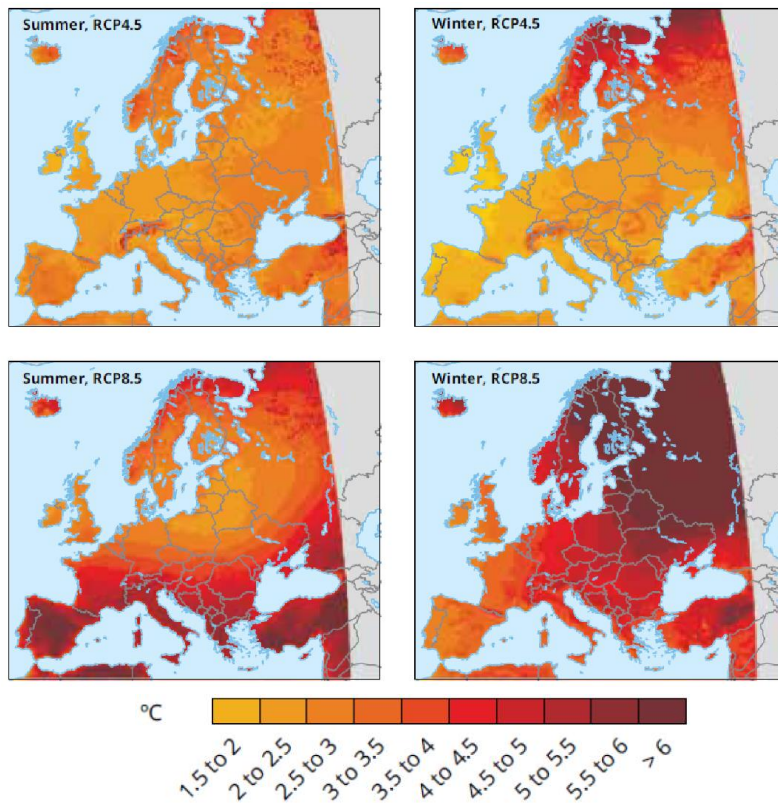 Summer, RCP4.5
Winter, RCP4.5
Summer, RCP8.5
Winter, RCP8.5
ºC
1.5 to 2
2 to 2.5
2.5 to 3
3 to 3.5
3.5 to 4
4 to 4.5
4.5 to 5
5 to 5.5
5.5 to 6
> 6